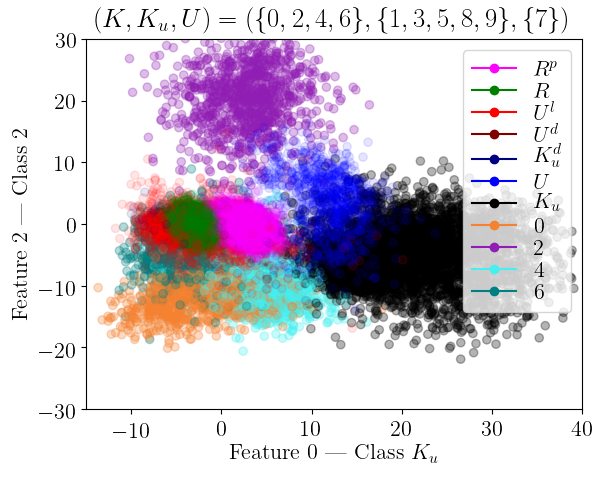 (K, K_u, U) = ({0, 2, 4, 6}, {1, 3, 5, 8, 9}, {7})
30
20
10
0
−10
−20
−30
Feature 2 — Class 2
R^p
R
U^l
U^d
K_u^d
U
K_u
0
2
4
6
−10 0 10 20 30 40
Feature 0 — Class K_u